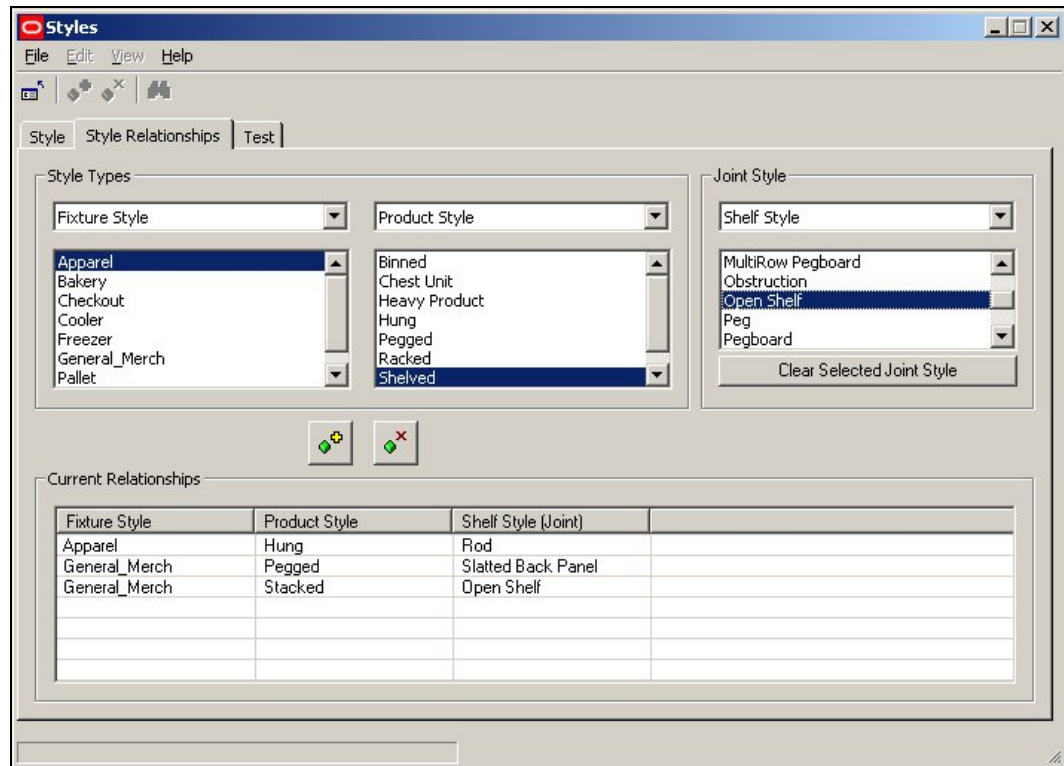 Styles
File Edit View Help
Style Style Relationships Test
Style Types
Joint Style
Fixture Style
Product Style
Shelf Style
Apparel
Bakery
Checkout
Cooler
Freezer
General_Merch
Pallet
Binned
Chest Unit
Heavy Product
Hung
Pegged
Racked
Shelved
MultiRow Pegboard
Obstruction
Open Shelf
Peg
Pegboard
Clear Selected Joint Style
Current Relationships
Fixture Style Product Style Shelf Style (Joint)
Apparel Hung Rod
General_Merch Pegged Slatted Back Panel
General_Merch Stacked Open Shelf